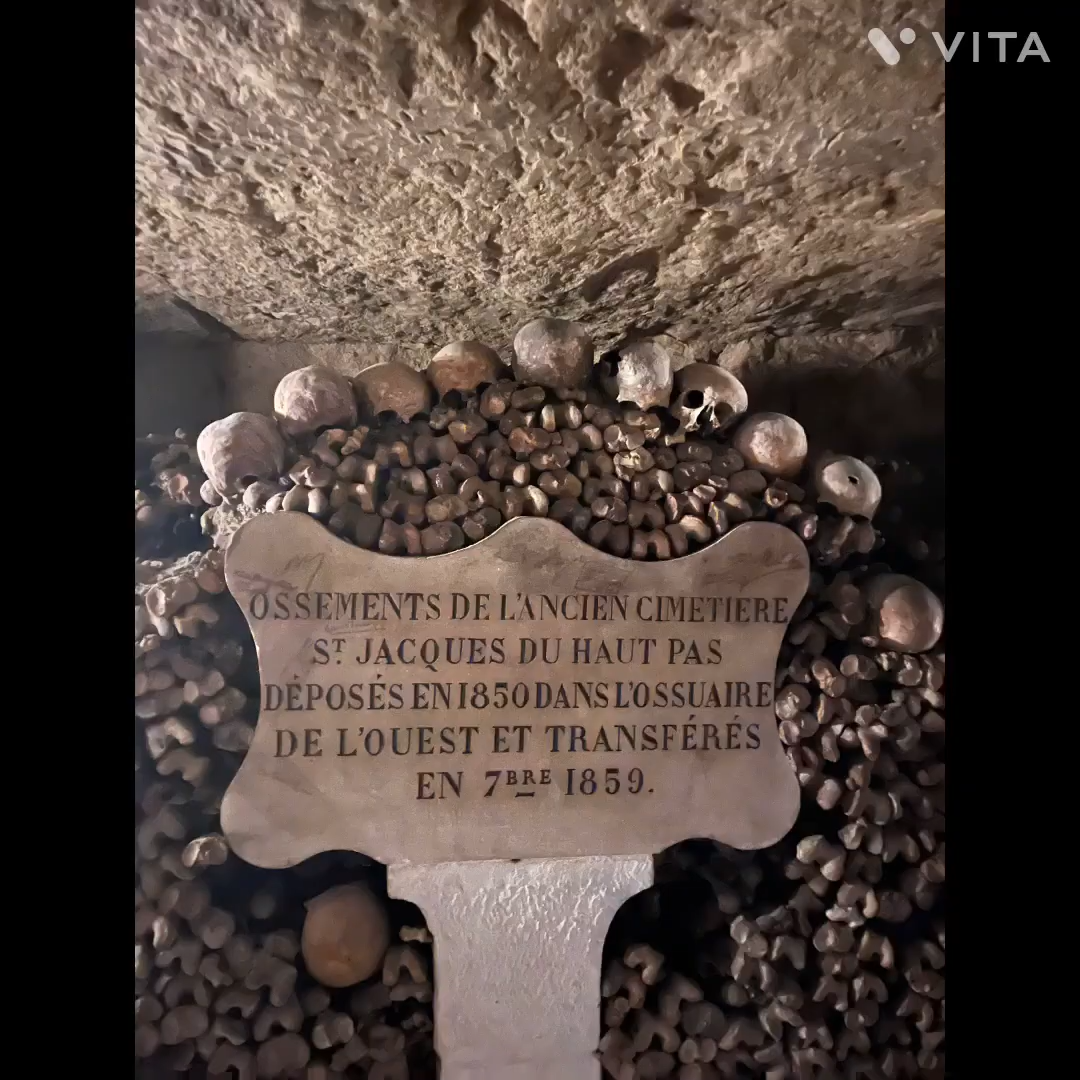 VITA
OSSEMENTS DE L'ANCIEN CIMETIERE
ST JACQUES DU HAUT PAS
DÉPOSÉS EN 1850 DANS L'OSSUAIRE
DE L'OUEST ET TRANSFÉRÉS
EN 7BRE 1859.